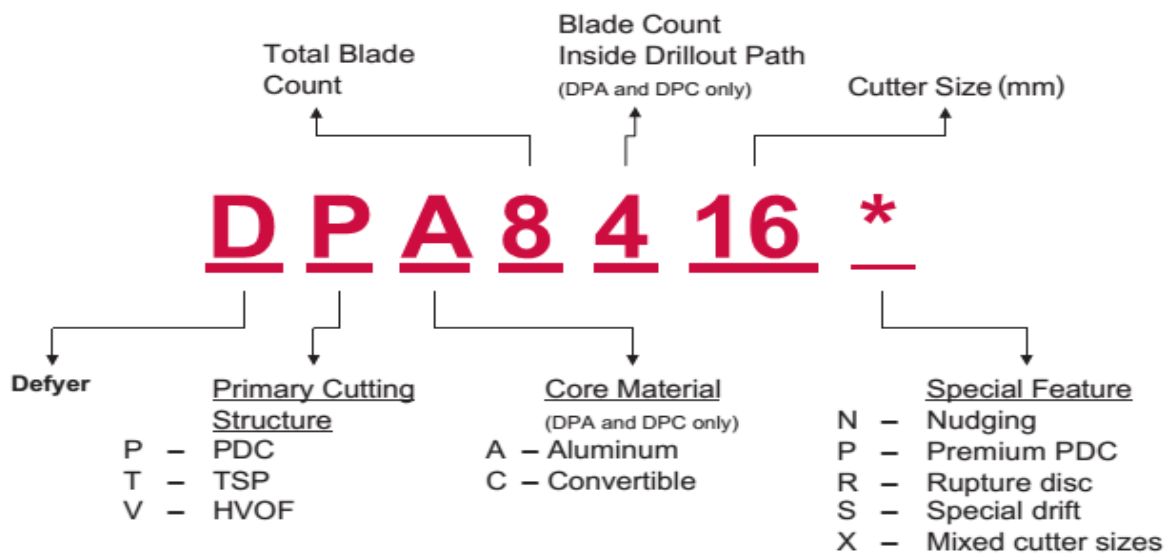 Total Blade
Count
Blade Count
Inside Drillout Path
(DPA and DPC only)
Cutter Size (mm)
D P A 8 4 16 *
Defyer
Primary Cutting
Structure
P – PDC
T – TSP
V – HVOF
Core Material
(DPA and DPC only)
A – Aluminum
C – Convertible
Special Feature
N – Nudging
P – Premium PDC
R – Rupture disc
S – Special drift
X – Mixed cutter sizes